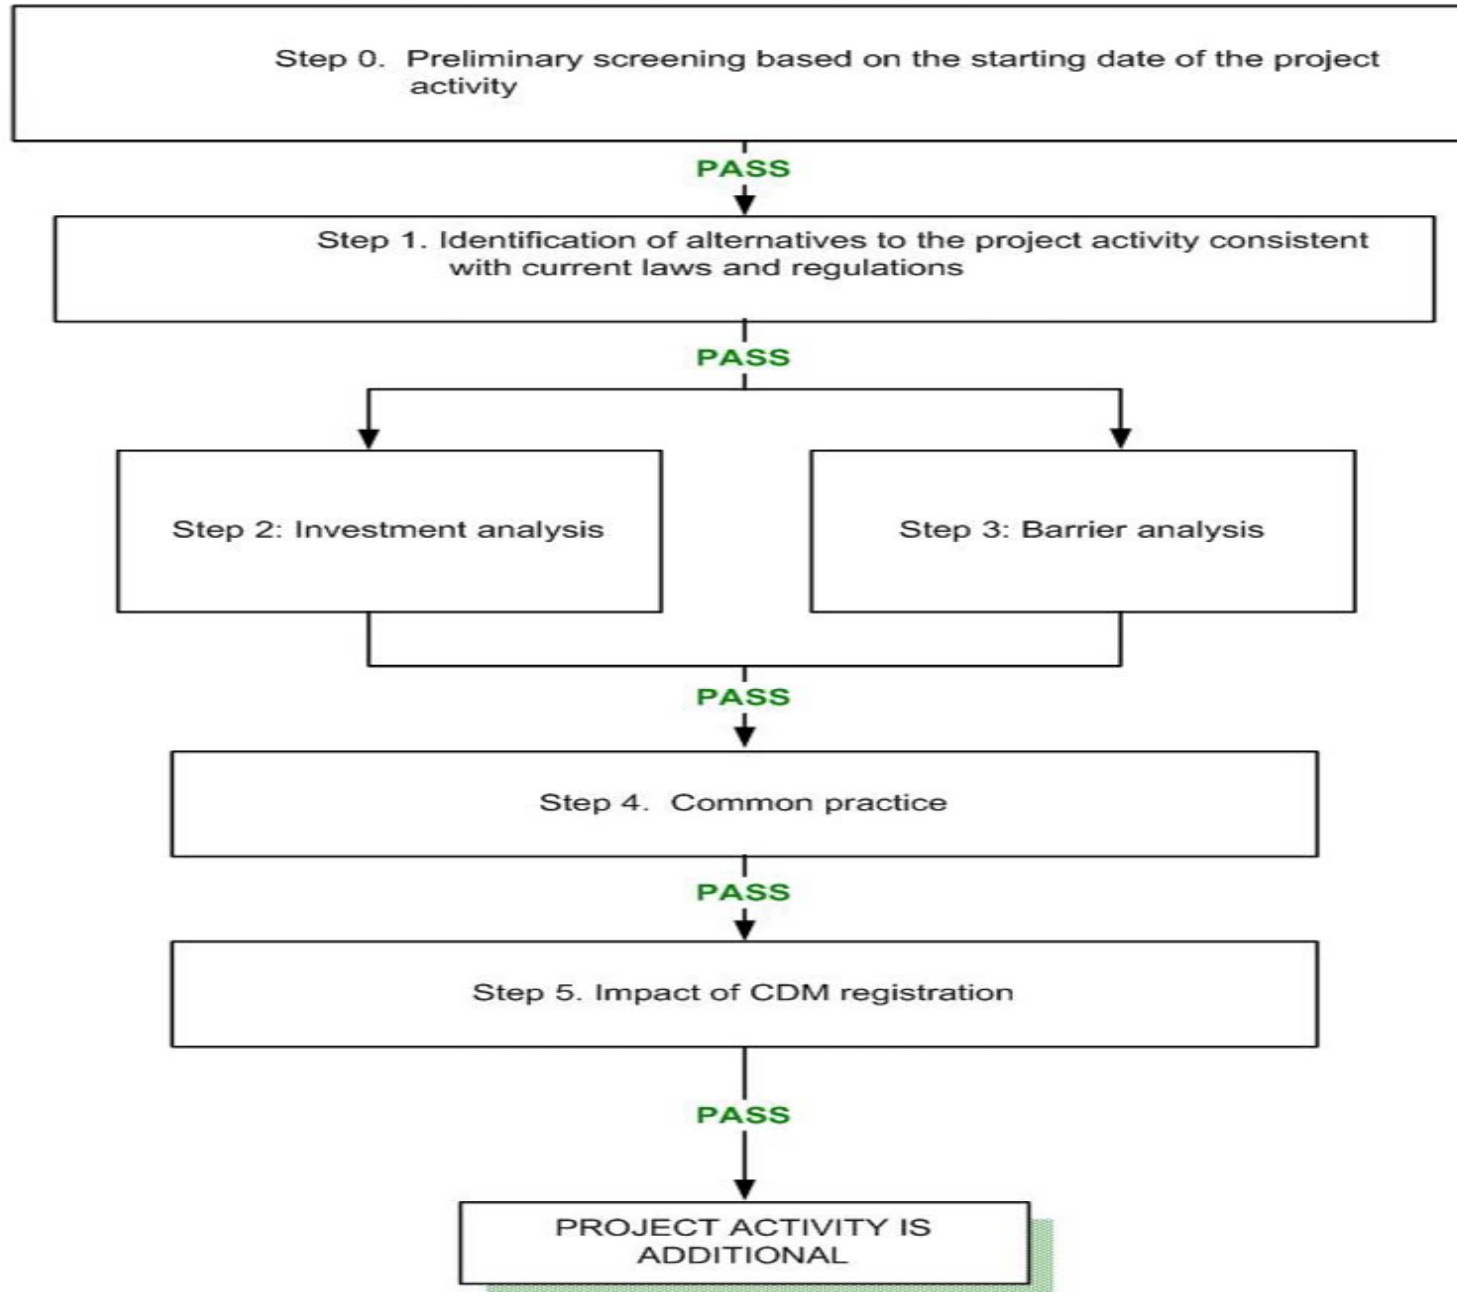 Step 0.  Preliminary screening based on the starting date of the project
activity
PASS
Step 1. Identification of alternatives to the project activity consistent
with current laws and regulations
PASS
Step 2: Investment analysis
Step 3: Barrier analysis
PASS
Step 4.  Common practice
PASS
Step 5. Impact of CDM registration
PASS
PROJECT ACTIVITY IS
ADDITIONAL